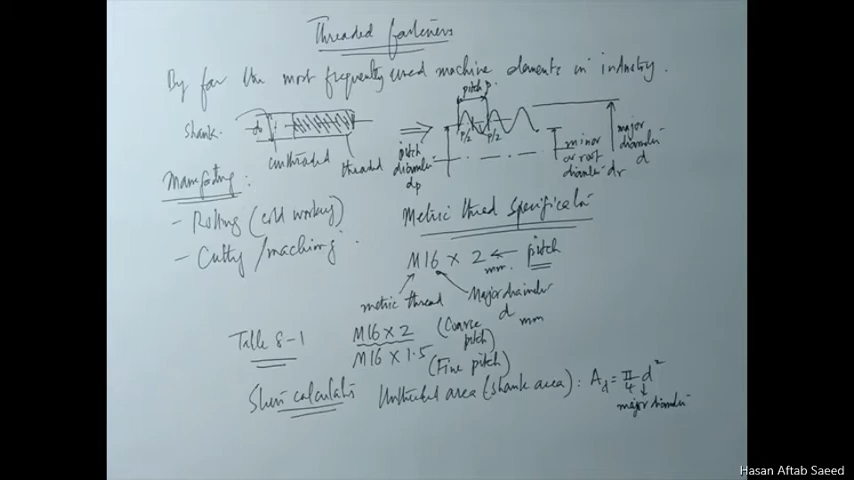 Threaded fasteners
By far the most frequently used machine elements in industry.
pitch p.
Shank.
d
unthreaded
threaded
p/2
p/2
pitch diameter dp
minor or root diameter dr
major diameter d
Manufacturing :
- Rolling (cold working)
- Cutting / machining.
Metric thread specification
M16 × 2 ← pitch
mm.
metric thread
Major diameter
d mm
Table 8-1
M16 × 2 (Coarse pitch)
M16 × 1.5 (Fine pitch)
Stress calculation
Unthreaded area (shank area) : Ad = π/4 d²
major diameter
Hasan Aftab Saeed